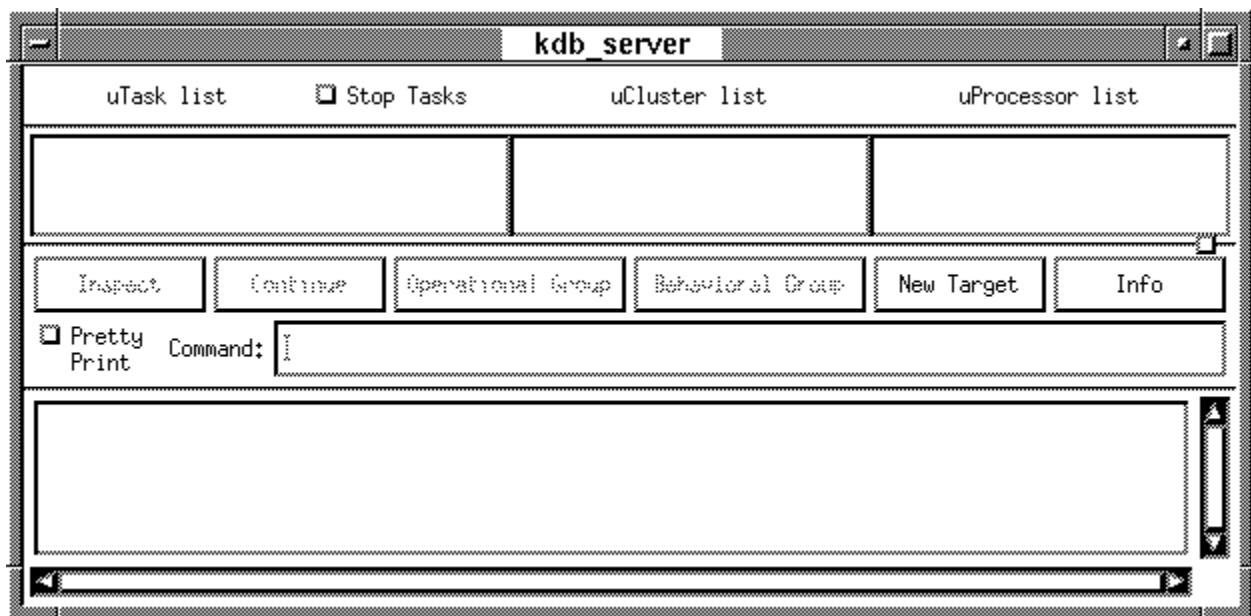 kdb_server
uTask list Stop Tasks uCluster list uProcessor list
Inspect Continue Operational Group Behavioral Group New Target Info
Pretty
Print Command: